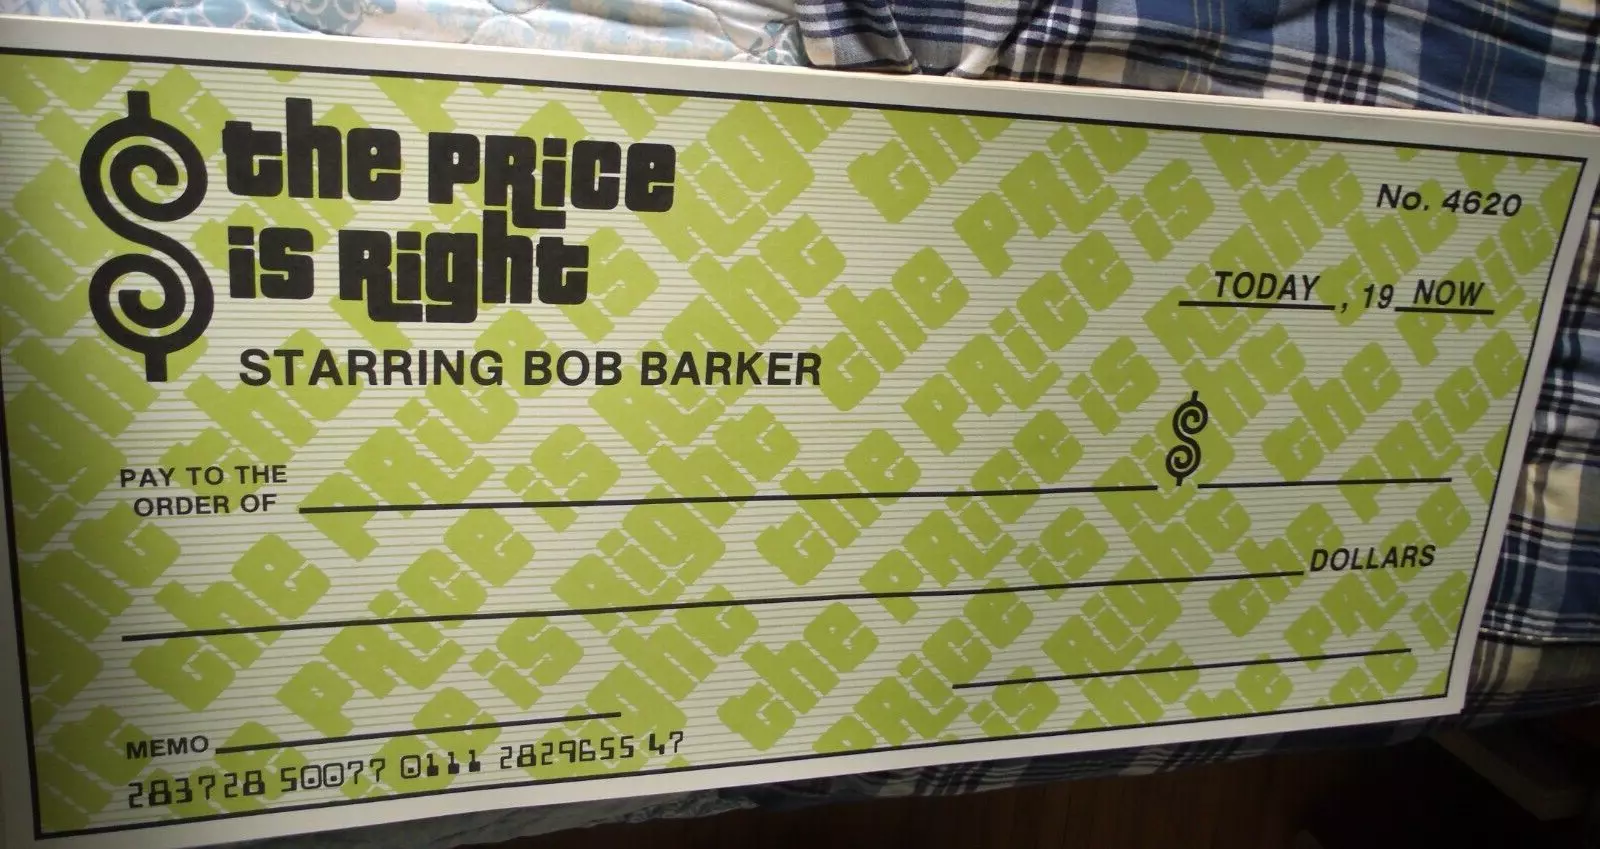 $ the PRice
is Right
STARRING BOB BARKER
No. 4620
TODAY, 19 NOW
PAY TO THE
ORDER OF
$
DOLLARS
MEMO
283728 50077 0111 2829655 47